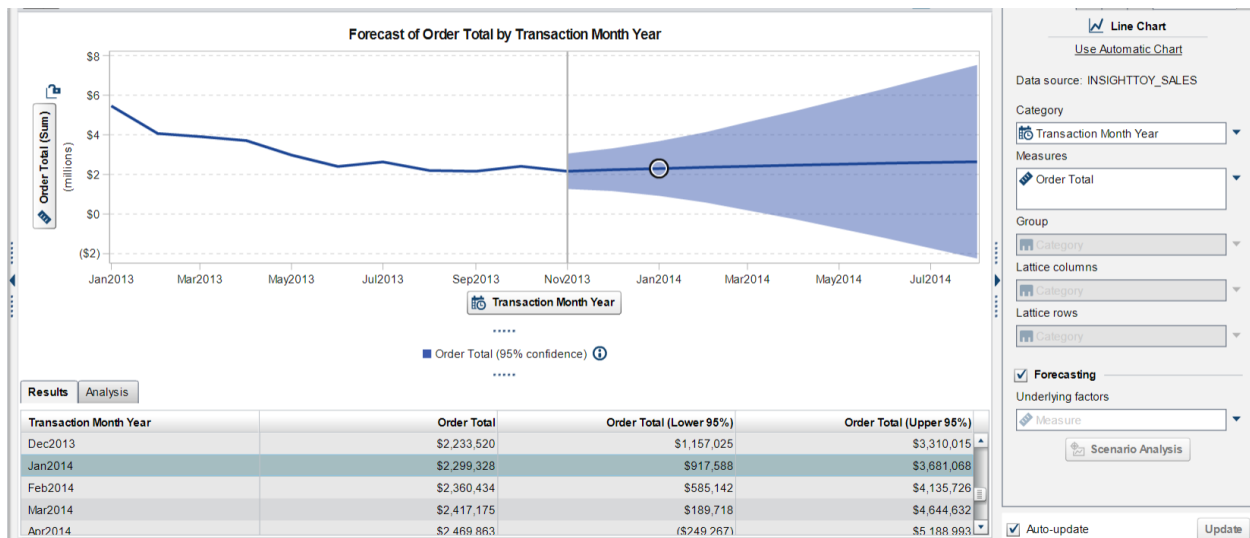 Forecast of Order Total by Transaction Month Year
$8
$6
$4
$2
$0
($2)
Order Total (Sum)
(millions)
Jan2013 Mar2013 May2013 Jul2013 Sep2013 Nov2013 Jan2014 Mar2014 May2014 Jul2014
Transaction Month Year
Order Total (95% confidence)
Results Analysis
Transaction Month Year Order Total Order Total (Lower 95%) Order Total (Upper 95%)
Dec2013 $2,233,520 $1,157,025 $3,310,015
Jan2014 $2,299,328 $917,588 $3,681,068
Feb2014 $2,360,434 $585,142 $4,135,726
Mar2014 $2,417,175 $189,718 $4,644,632
Apr2014 $2,469,863 ($249,267) $5,188,993
Line Chart
Use Automatic Chart
Data source: INSIGHTTOY_SALES
Category
Transaction Month Year
Measures
Order Total
Group
Category
Lattice columns
Category
Lattice rows
Category
Forecasting
Underlying factors
Measure
Scenario Analysis
Auto-update Update